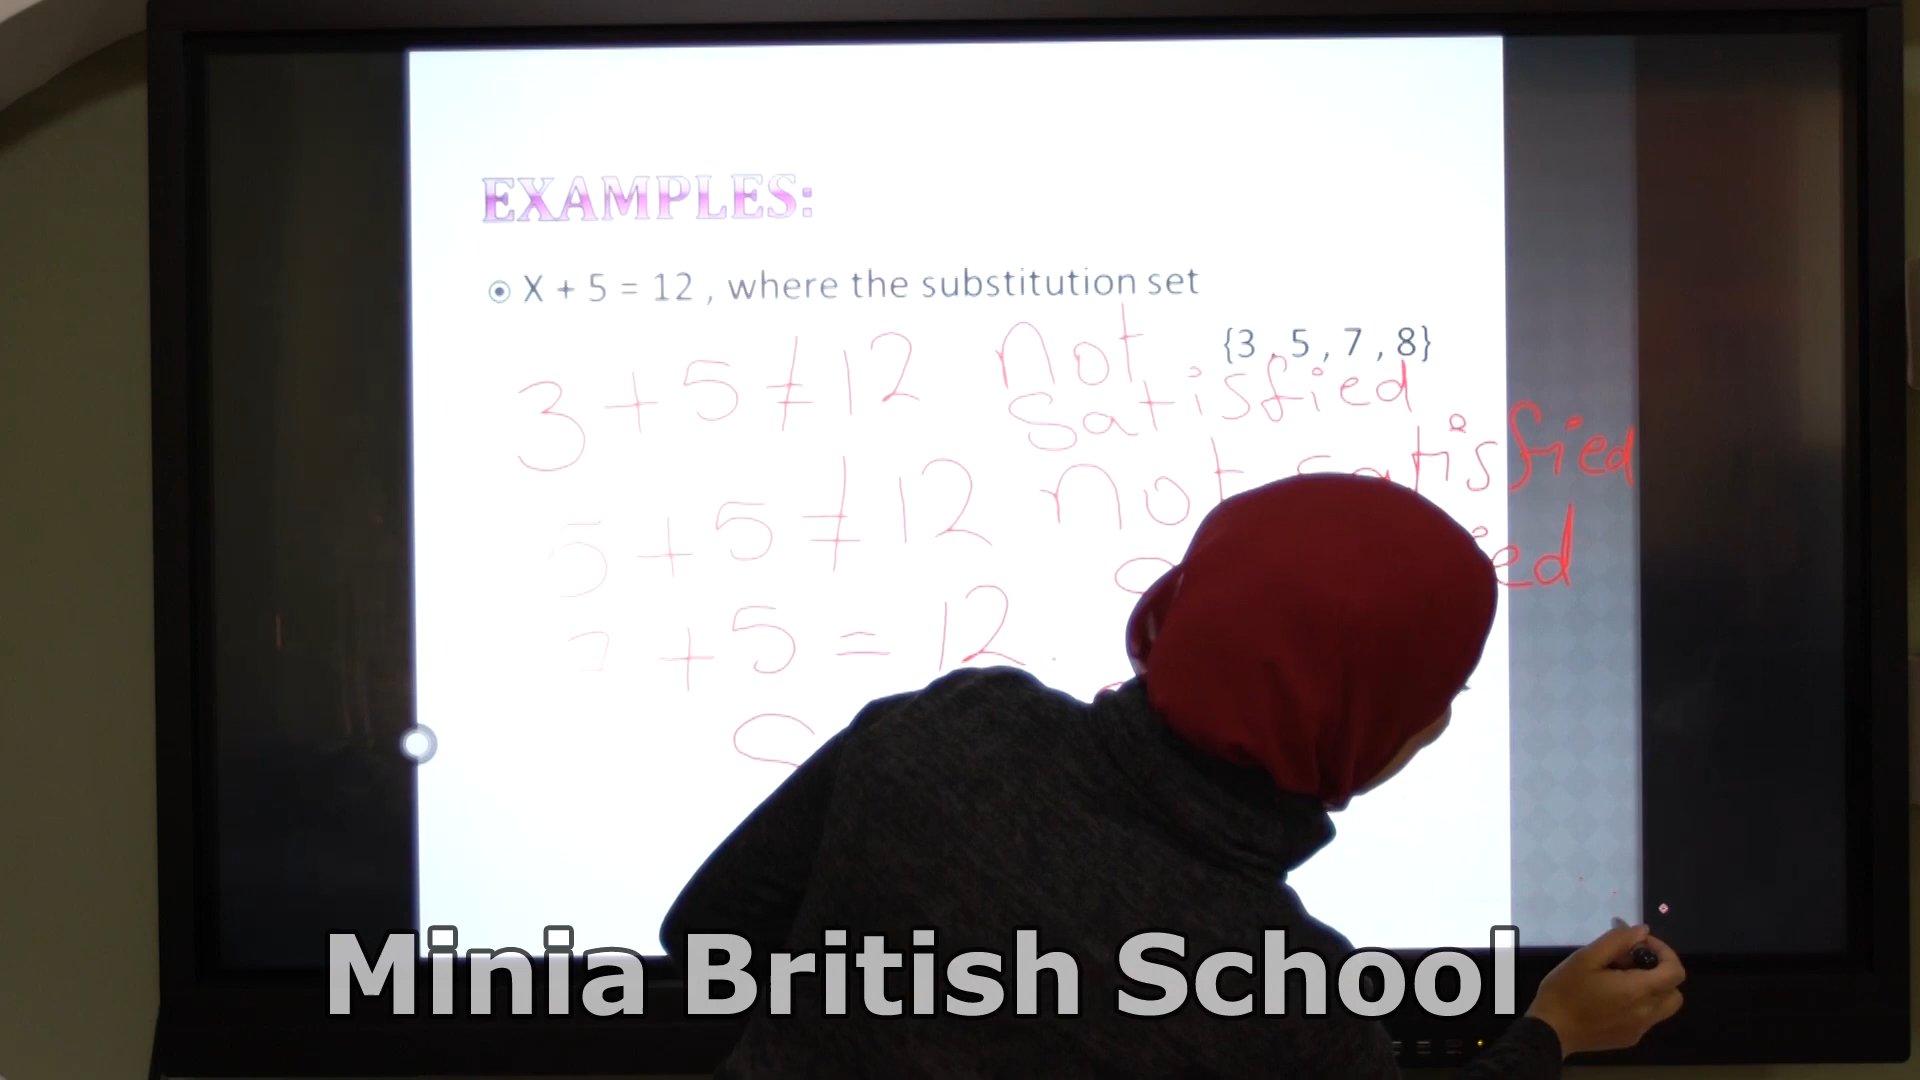 EXAMPLES:
X + 5 = 12 , where the substitution set
{3 , 5 , 7 , 8}
3 + 5 ≠ 12 not
satisfied
5 + 5 ≠ 12 not satisfied
+ 5 = 12
Minia British School